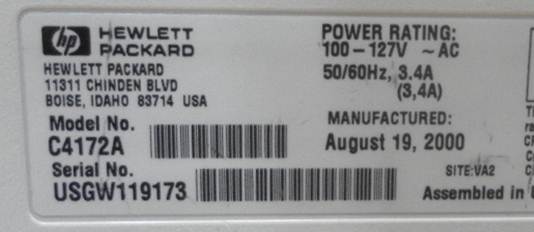 hp HEWLETT
PACKARD
HEWLETT PACKARD
11311 CHINDEN BLVD
BOISE, IDAHO 83714 USA
Model No.
C4172A
Serial No.
USGW119173
POWER RATING:
100-127V ~ AC
50/60Hz, 3.4A
(3,4A)
MANUFACTURED:
August 19, 2000
SITE:VA2
Assembled in